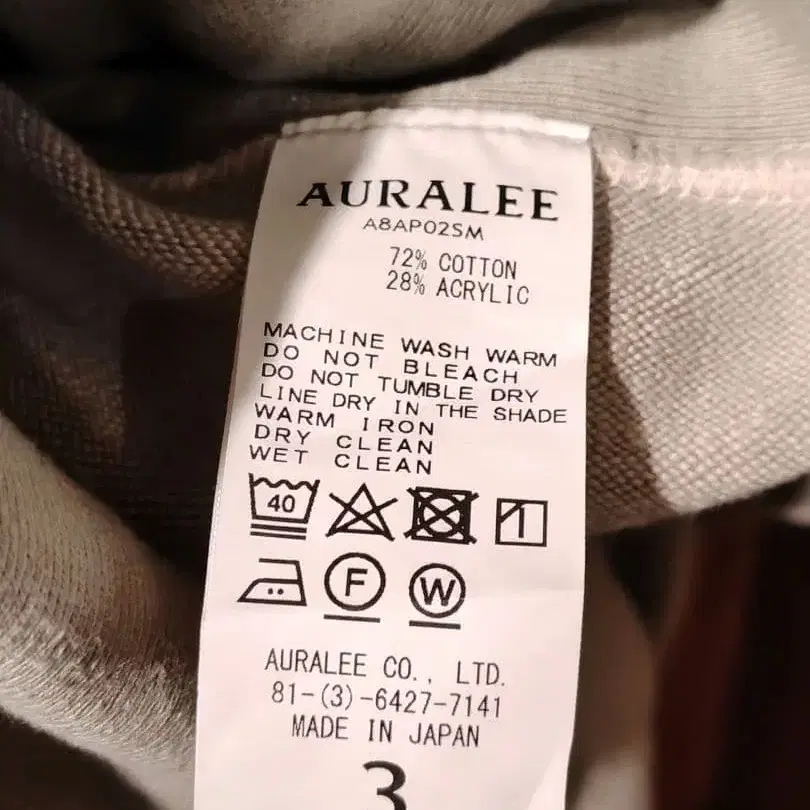 AURALEE
A8AP02SM
72% COTTON
28% ACRYLIC
MACHINE WASH WARM
DO NOT BLEACH
DO NOT TUMBLE DRY
LINE DRY IN THE SHADE
WARM IRON
DRY CLEAN
WET CLEAN
40
F W
AURALEE CO., LTD.
81-(3)-6427-7141
MADE IN JAPAN
3